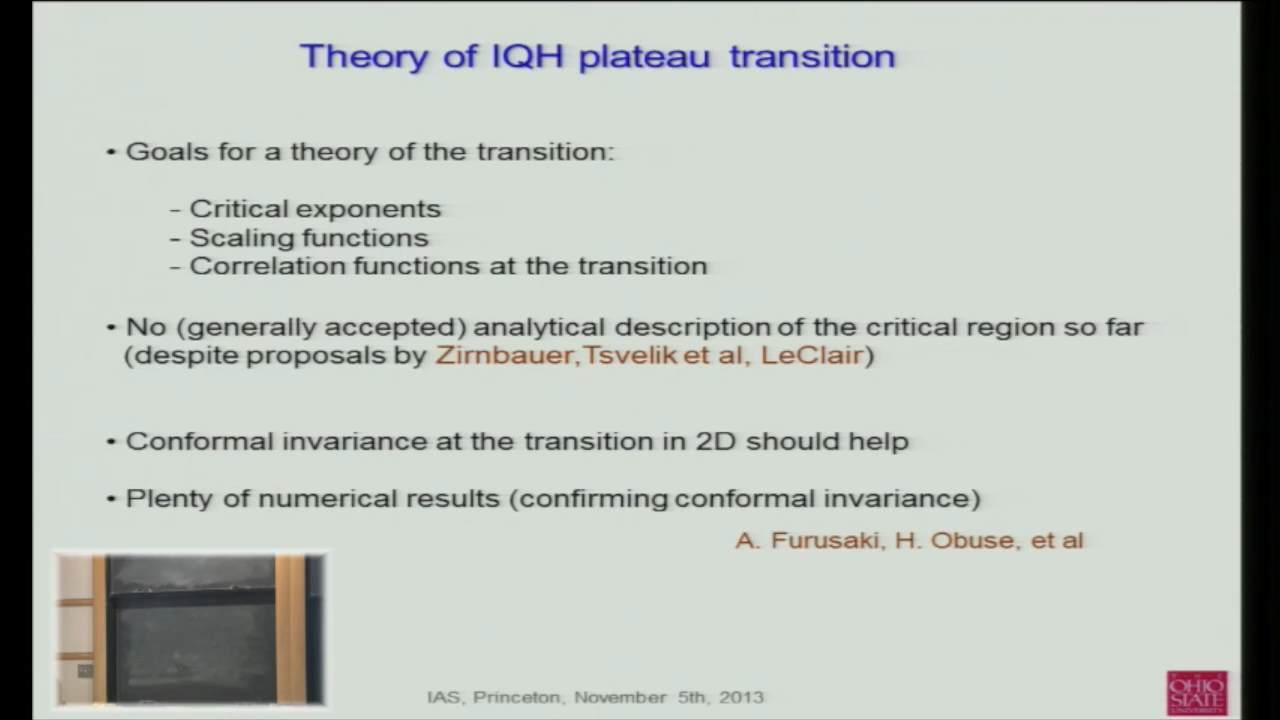 Theory of IQH plateau transition
• Goals for a theory of the transition:
- Critical exponents
- Scaling functions
- Correlation functions at the transition
• No (generally accepted) analytical description of the critical region so far
(despite proposals by Zirnbauer, Tsvelik et al, LeClair)
• Conformal invariance at the transition in 2D should help
• Plenty of numerical results (confirming conformal invariance)
A. Furusaki, H. Obuse, et al
IAS, Princeton, November 5th, 2013
OHIO
STATE
UNIVERSITY